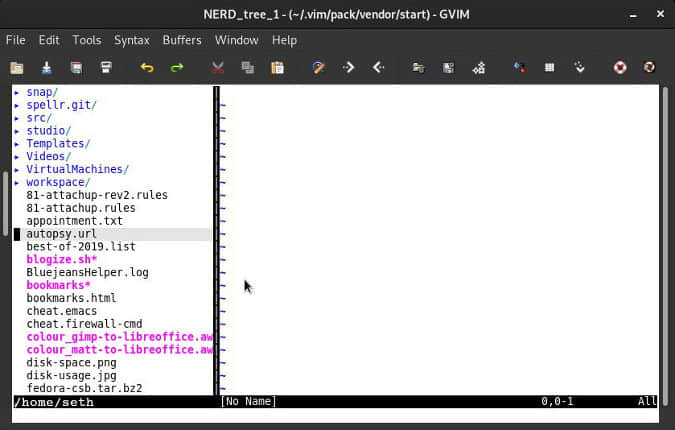 NERD_tree_1 - (~/.vim/pack/vendor/start) - GVIM
File Edit Tools Syntax Buffers Window Help
▸ snap/
▸ spellr.git/
▸ src/
▸ studio/
▸ Templates/
▸ Videos/
▸ VirtualMachines/
▸ workspace/
81-attachup-rev2.rules
81-attachup.rules
appointment.txt
autopsy.url
best-of-2019.list
blogize.sh*
BluejeansHelper.log
bookmarks*
bookmarks.html
cheat.emacs
cheat.firewall-cmd
colour_gimp-to-libreoffice.aw
colour_matt-to-libreoffice.aw
disk-space.png
disk-usage.jpg
fedora-csb.tar.bz2
/home/seth [No Name] 0,0-1 All